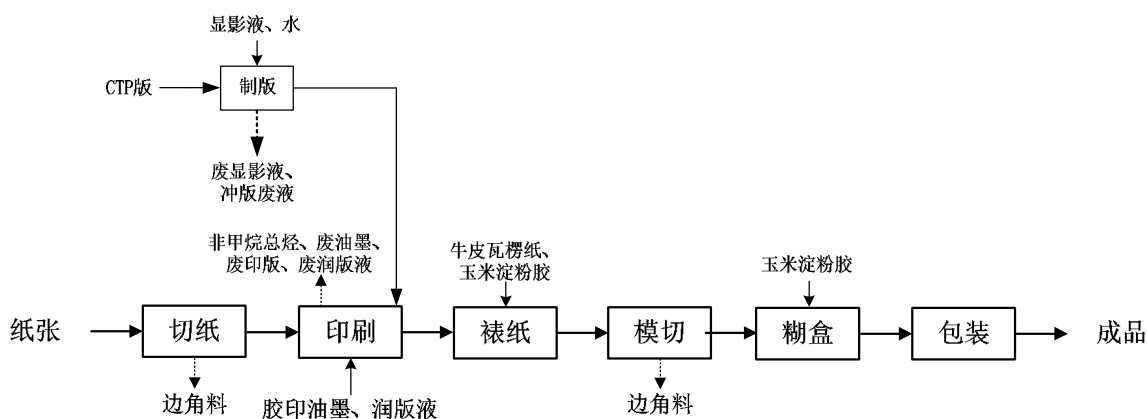 显影液、水
CTP版
制版
废显影液、
冲版废液
非甲烷总烃、废油墨、
废印版、废润版液
牛皮瓦楞纸、
玉米淀粉胶
玉米淀粉胶
纸张
切纸
印刷
裱纸
模切
糊盒
包装
成品
边角料
胶印油墨、润版液
边角料